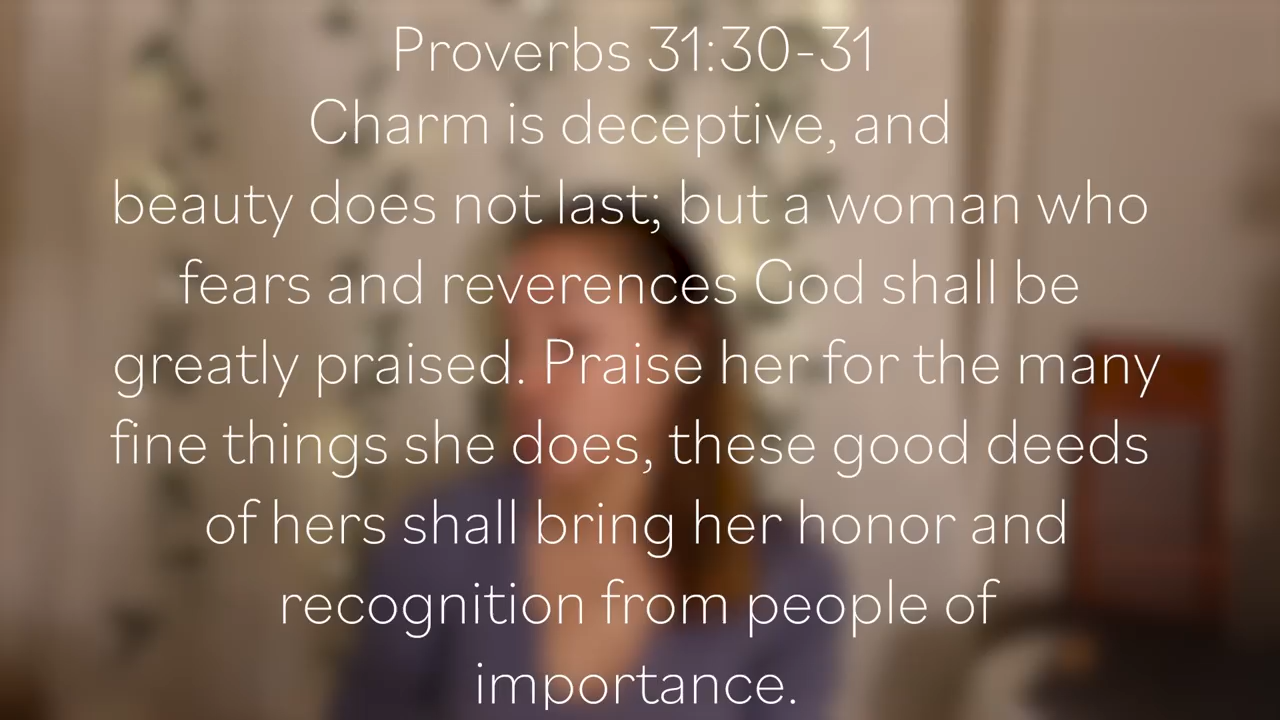 Proverbs 31:30-31
Charm is deceptive, and
beauty does not last; but a woman who
fears and reverences God shall be
greatly praised. Praise her for the many
fine things she does, these good deeds
of hers shall bring her honor and
recognition from people of
importance.